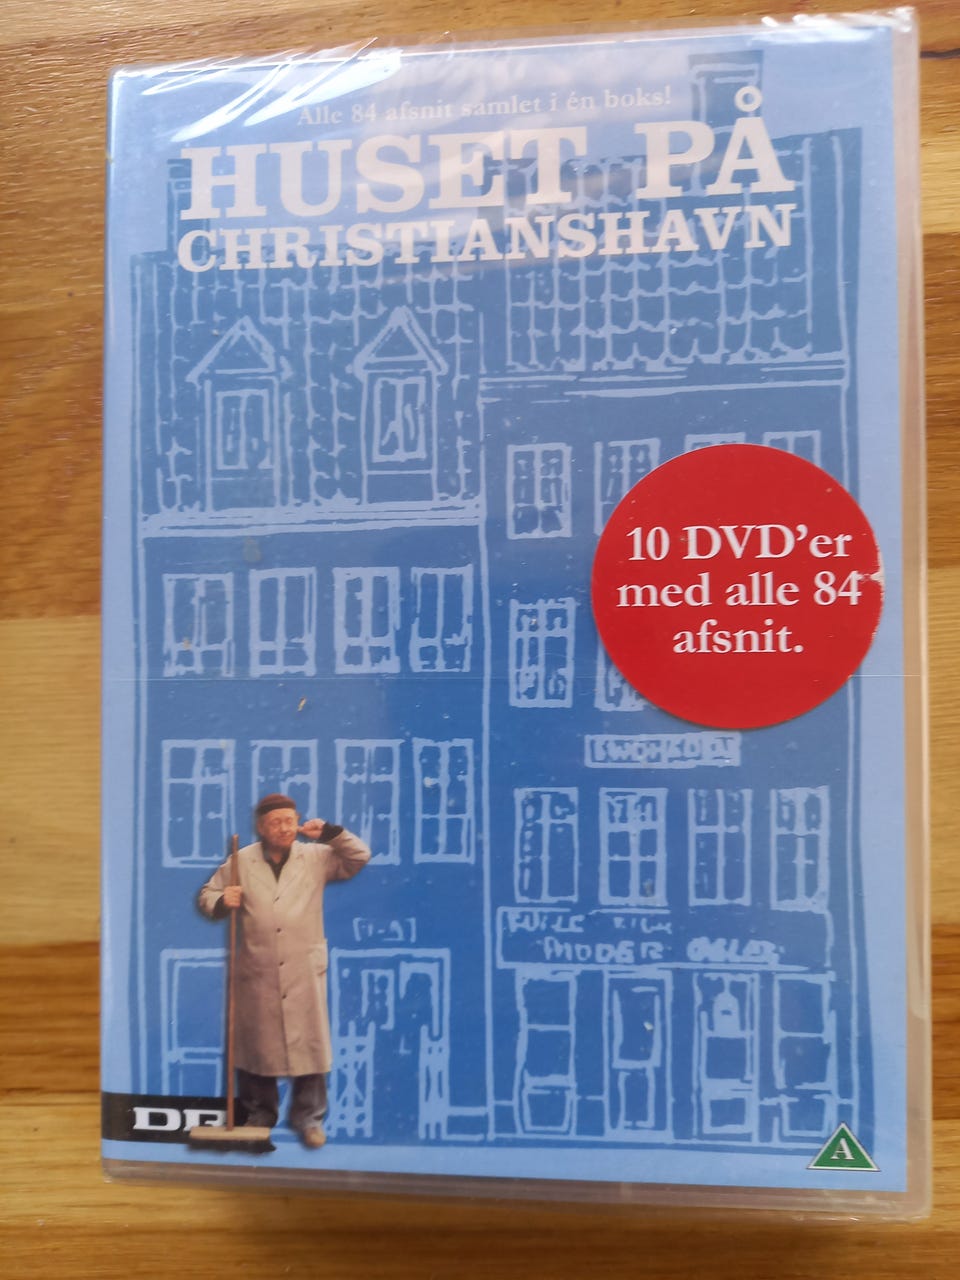 Alle 84 afsnit samlet i én boks!
HUSET PÅ
CHRISTIANSHAVN
10 DVD’er
med alle 84
afsnit.
DR
A